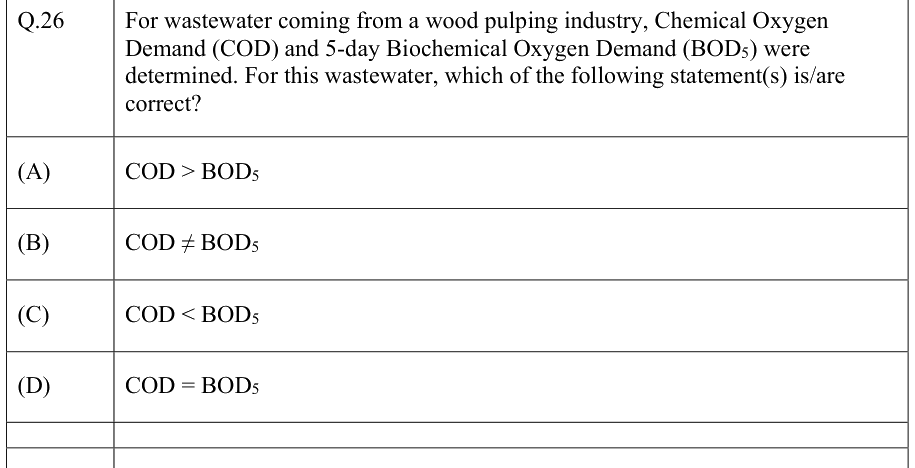 Q.26 For wastewater coming from a wood pulping industry, Chemical Oxygen
Demand (COD) and 5-day Biochemical Oxygen Demand (BOD₅) were
determined. For this wastewater, which of the following statement(s) is/are
correct?
(A) COD > BOD₅
(B) COD ≠ BOD₅
(C) COD < BOD₅
(D) COD = BOD₅